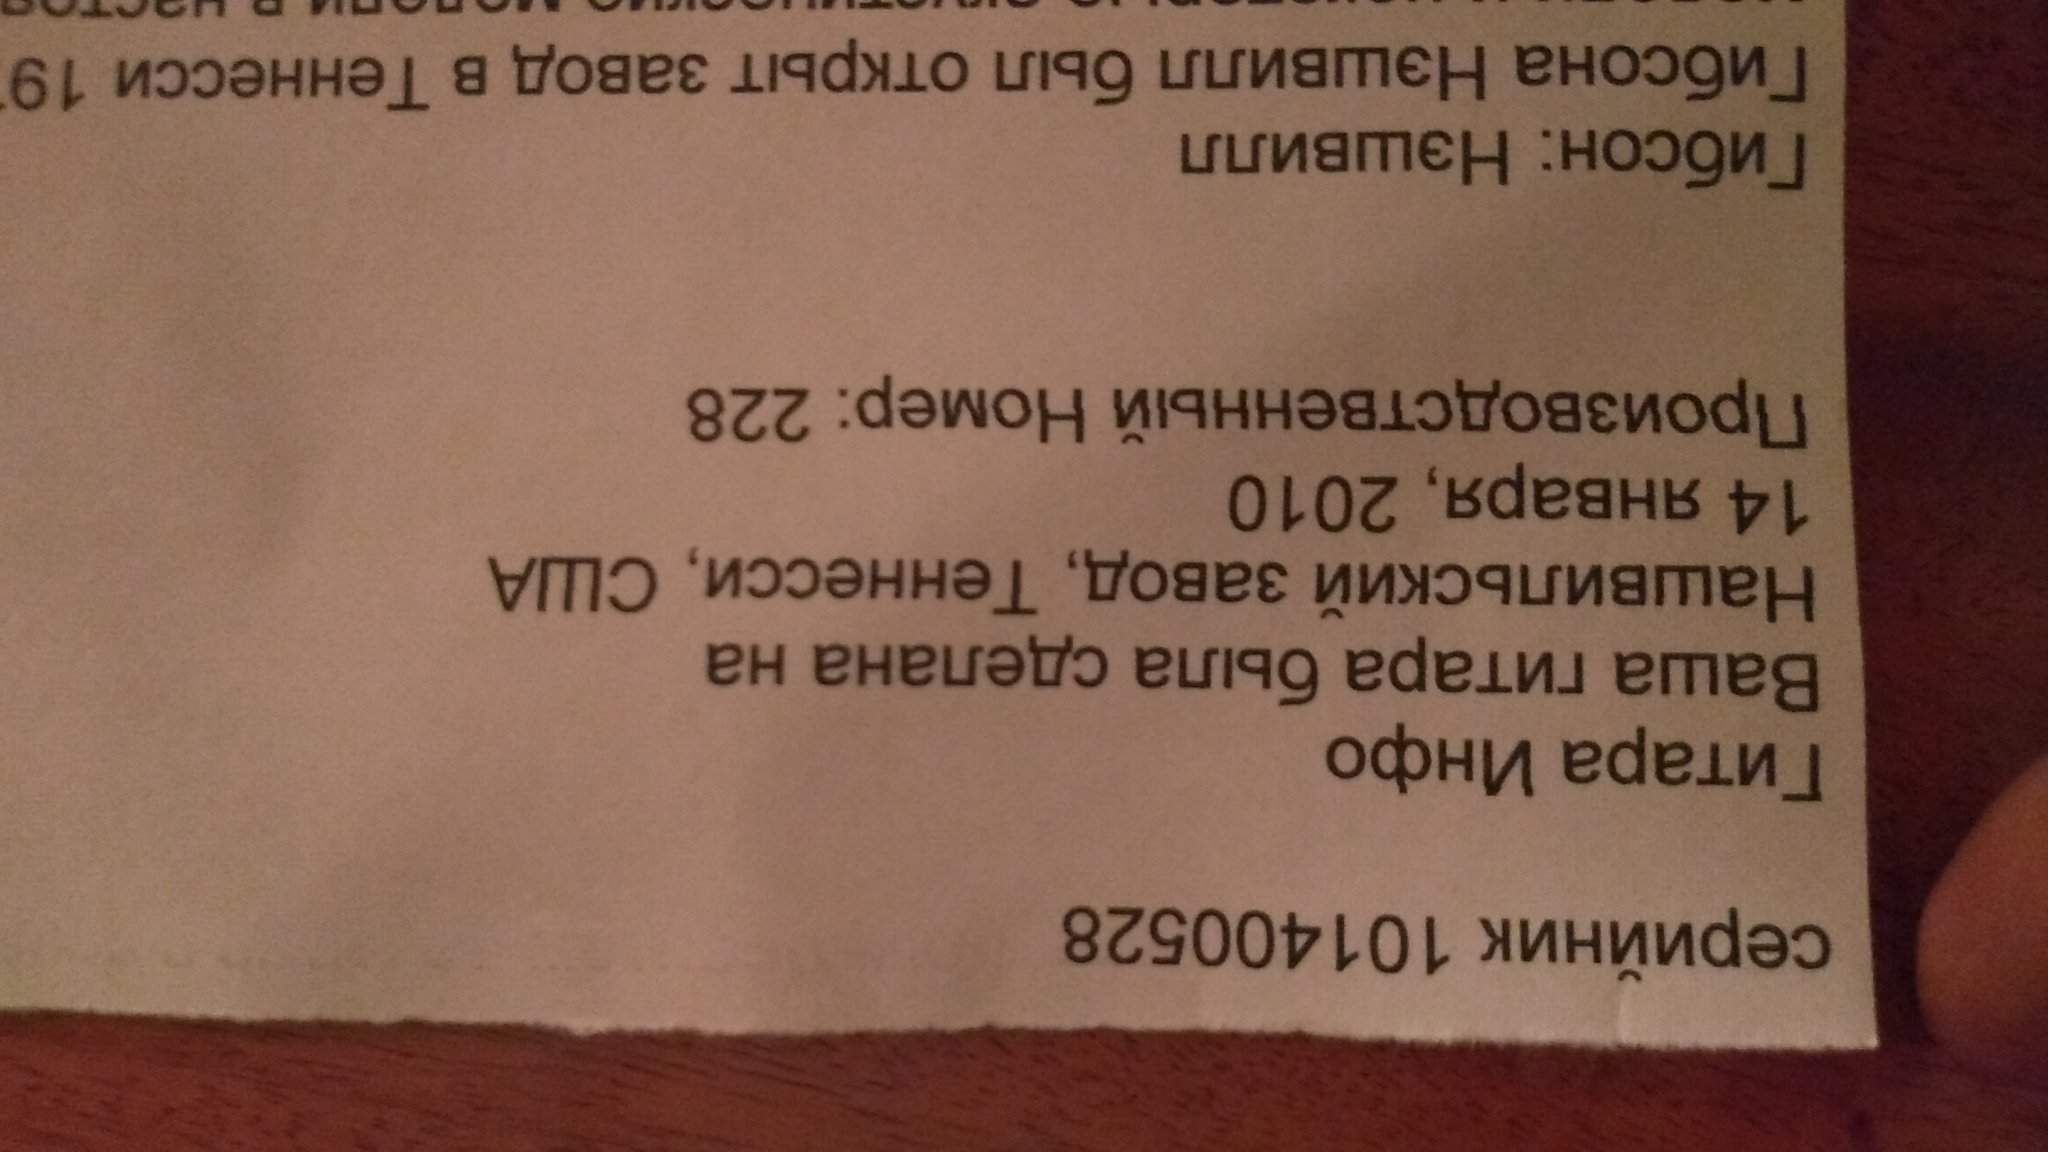 серийник 101400528
Гитара Инфо
Ваша гитара была сделана на
Нашвильский завод, Теннесси, США
14 января, 2010
Производственный Номер: 228
Гибсон: Нэшвилл
Гибсона Нэшвилл был открыт завод в Теннесси